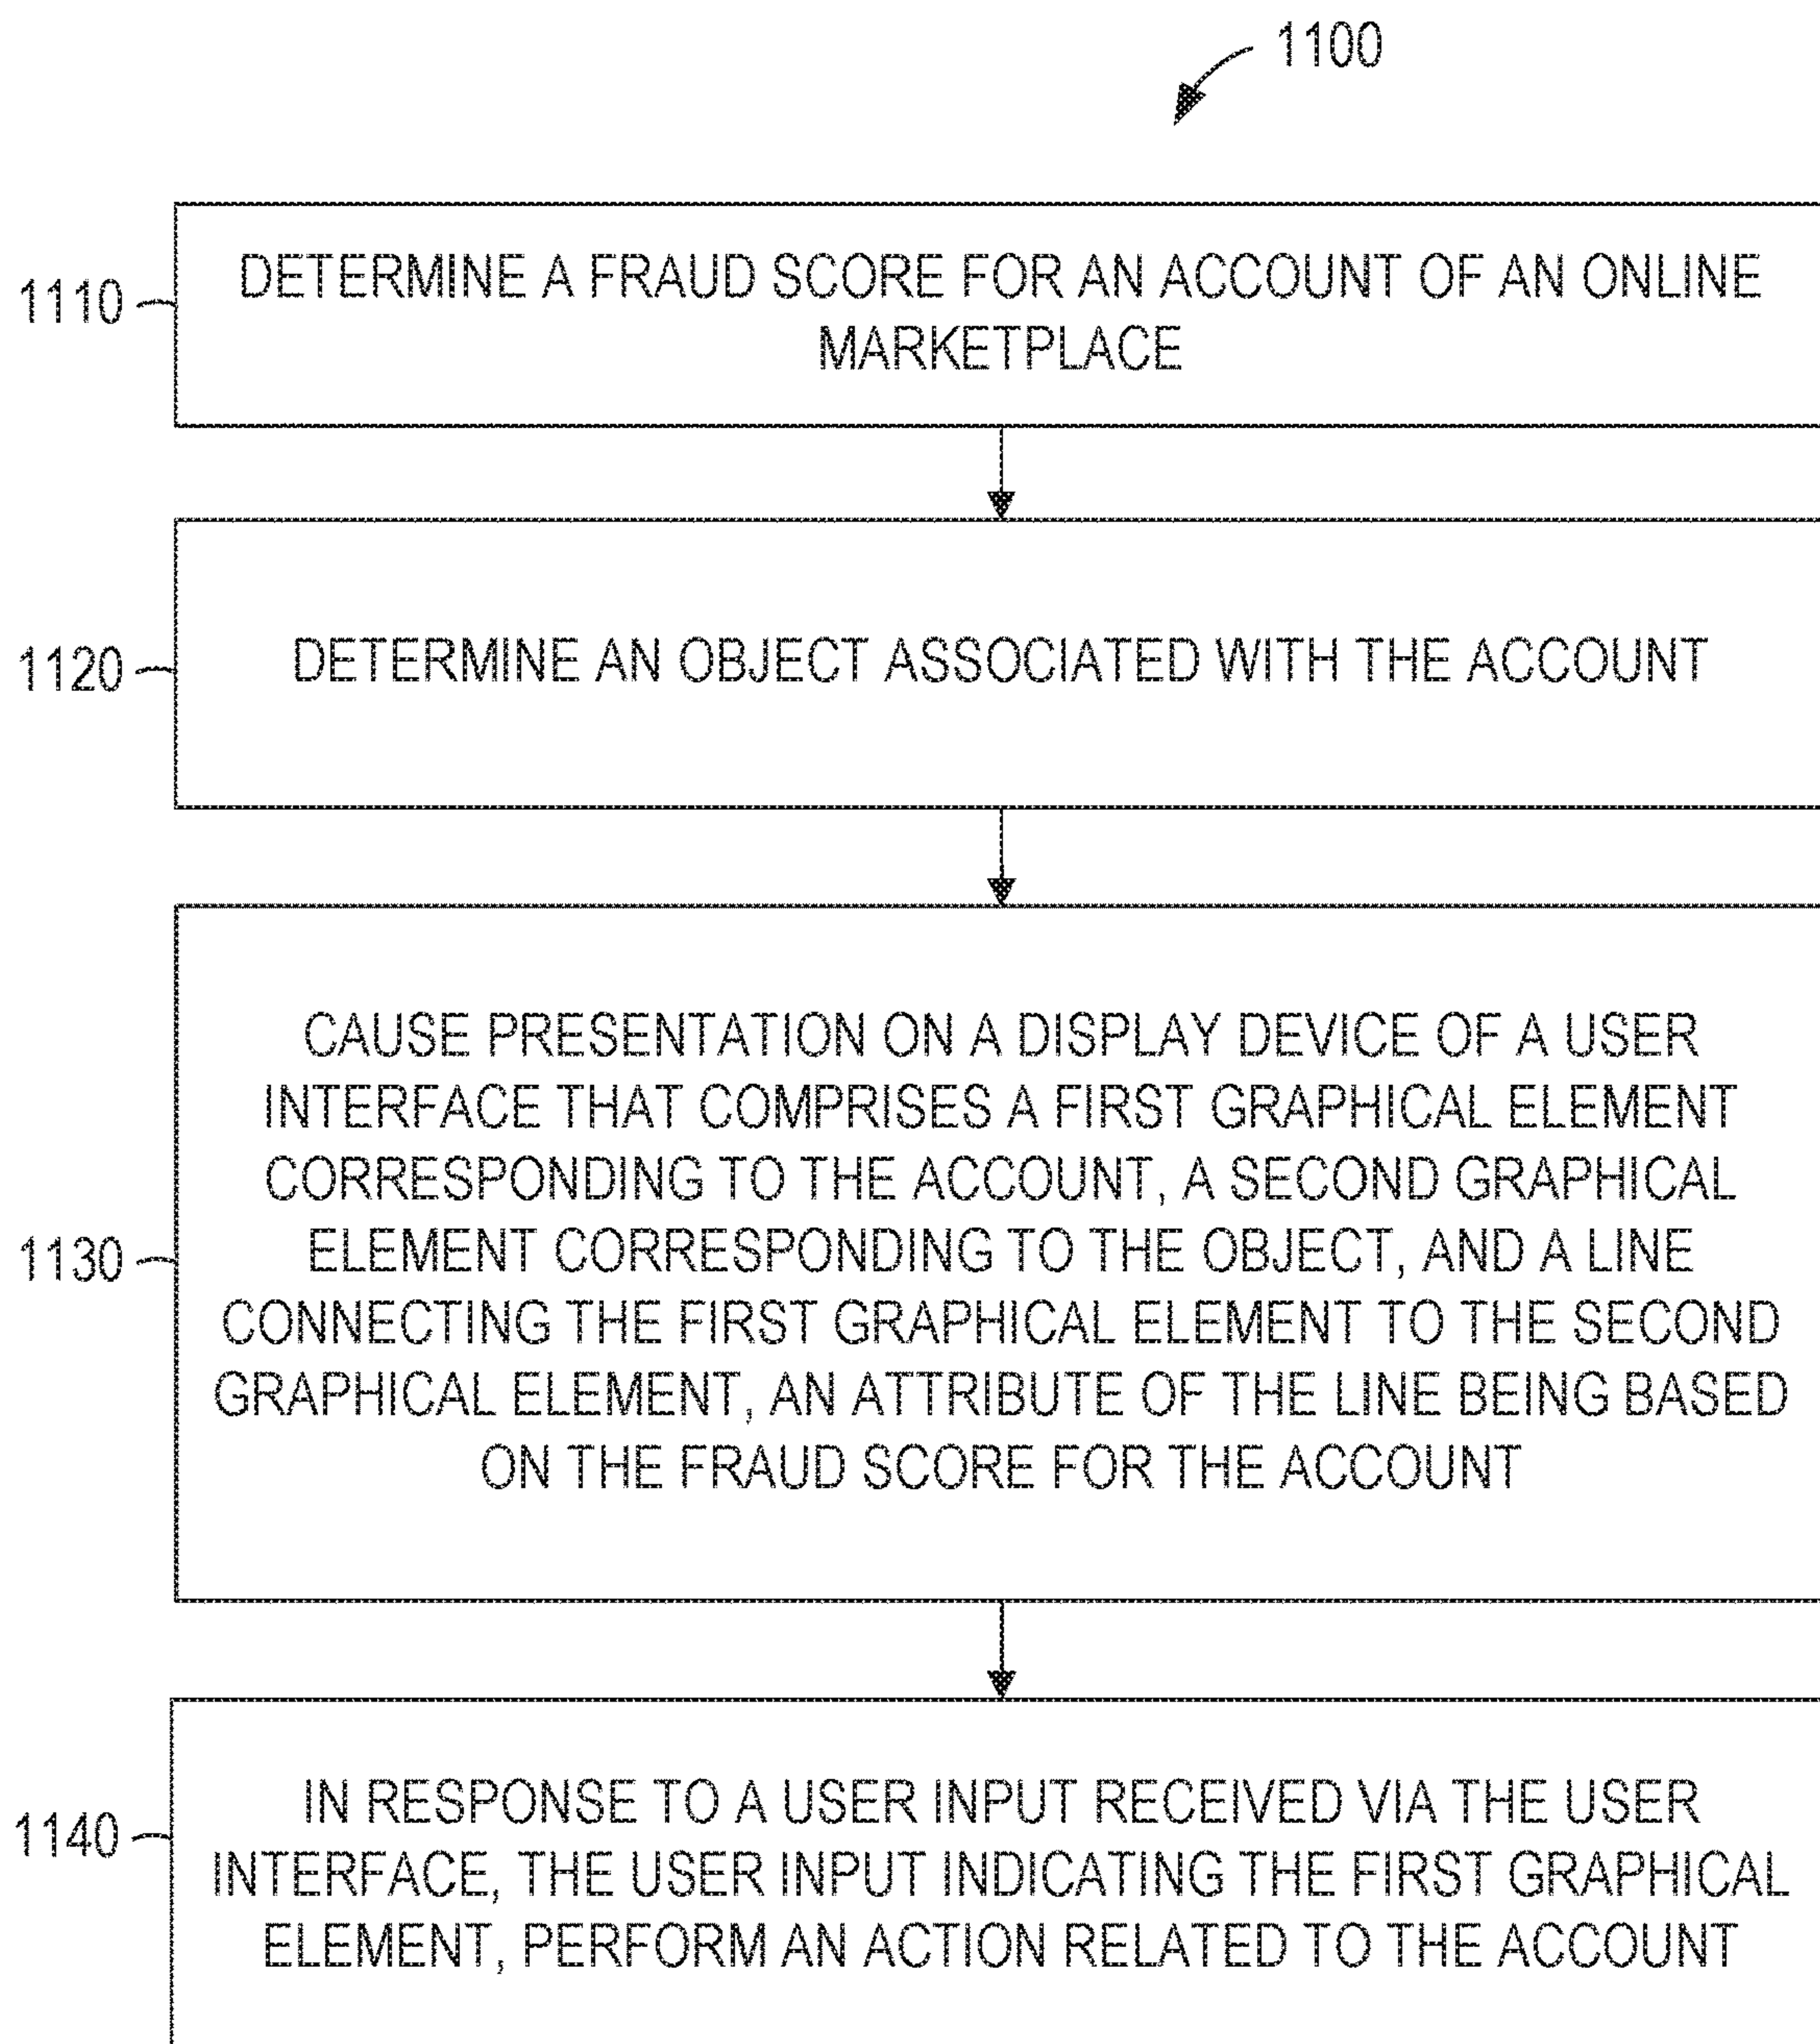 1100
1110
DETERMINE A FRAUD SCORE FOR AN ACCOUNT OF AN ONLINE
MARKETPLACE
1120
DETERMINE AN OBJECT ASSOCIATED WITH THE ACCOUNT
1130
CAUSE PRESENTATION ON A DISPLAY DEVICE OF A USER
INTERFACE THAT COMPRISES A FIRST GRAPHICAL ELEMENT
CORRESPONDING TO THE ACCOUNT, A SECOND GRAPHICAL
ELEMENT CORRESPONDING TO THE OBJECT, AND A LINE
CONNECTING THE FIRST GRAPHICAL ELEMENT TO THE SECOND
GRAPHICAL ELEMENT, AN ATTRIBUTE OF THE LINE BEING BASED
ON THE FRAUD SCORE FOR THE ACCOUNT
1140
IN RESPONSE TO A USER INPUT RECEIVED VIA THE USER
INTERFACE, THE USER INPUT INDICATING THE FIRST GRAPHICAL
ELEMENT, PERFORM AN ACTION RELATED TO THE ACCOUNT